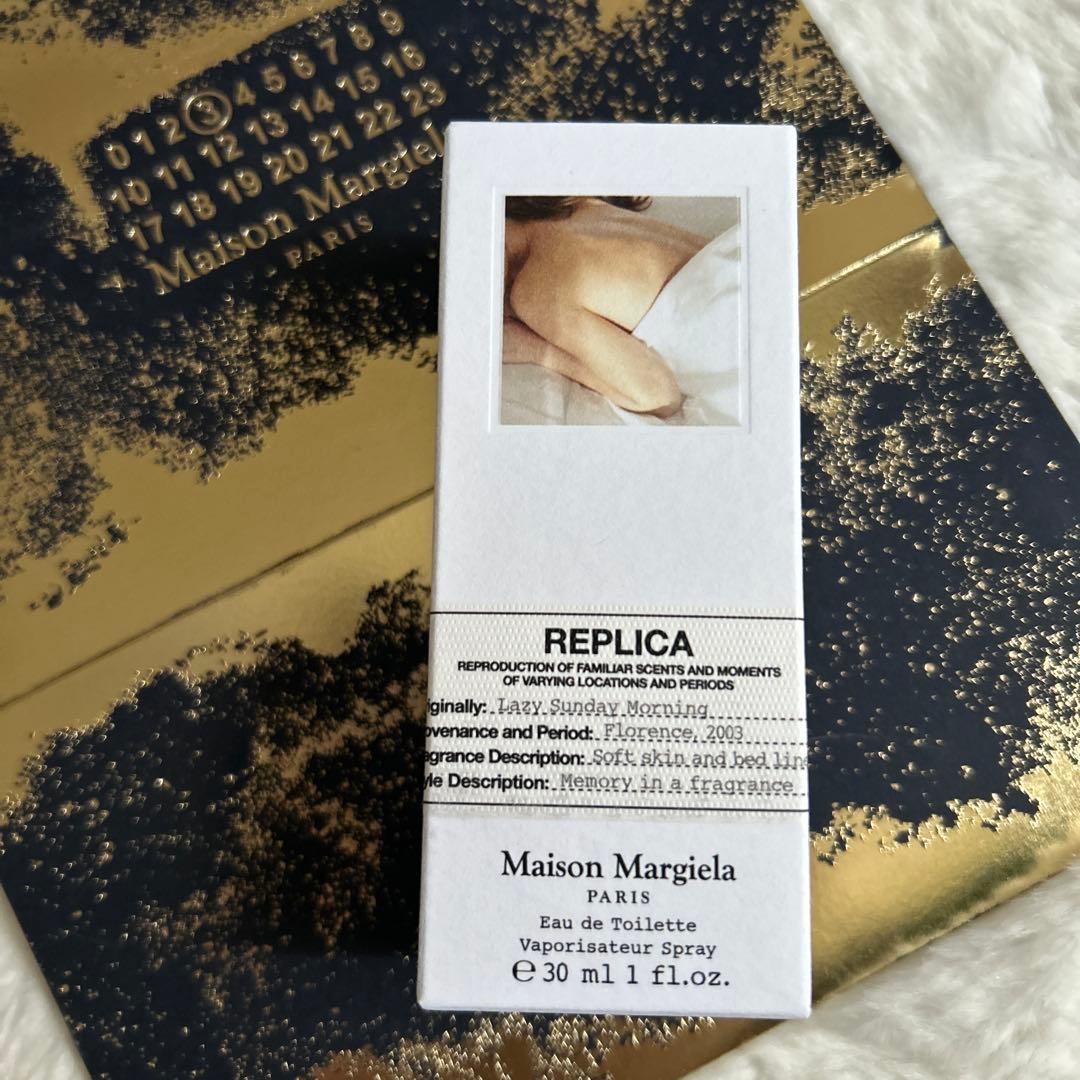 0 1 2 3 4 5 6 7 8 9
10 11 12 13 14 15 16
17 18 19 20 21 22 23
Maison Margiel
PARIS
REPLICA
REPRODUCTION OF FAMILIAR SCENTS AND MOMENTS
OF VARYING LOCATIONS AND PERIODS
iginally: Lazy Sunday Morning
ovenance and Period: Florence, 2003
agrance Description: Soft skin and bed lin
yle Description: Memory in a fragrance
Maison Margiela
PARIS
Eau de Toilette
Vaporisateur Spray
℮ 30 ml 1 fl.oz.